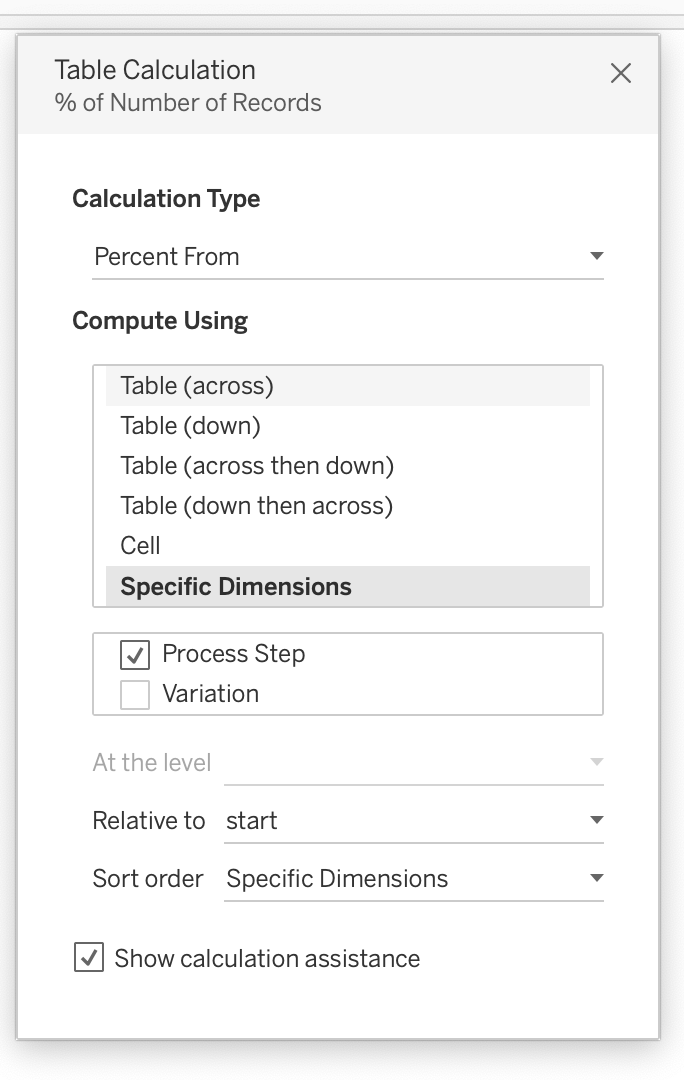 Table Calculation
% of Number of Records
Calculation Type
Percent From
Compute Using
Table (across)
Table (down)
Table (across then down)
Table (down then across)
Cell
Specific Dimensions
Process Step
Variation
At the level
Relative to start
Sort order Specific Dimensions
Show calculation assistance